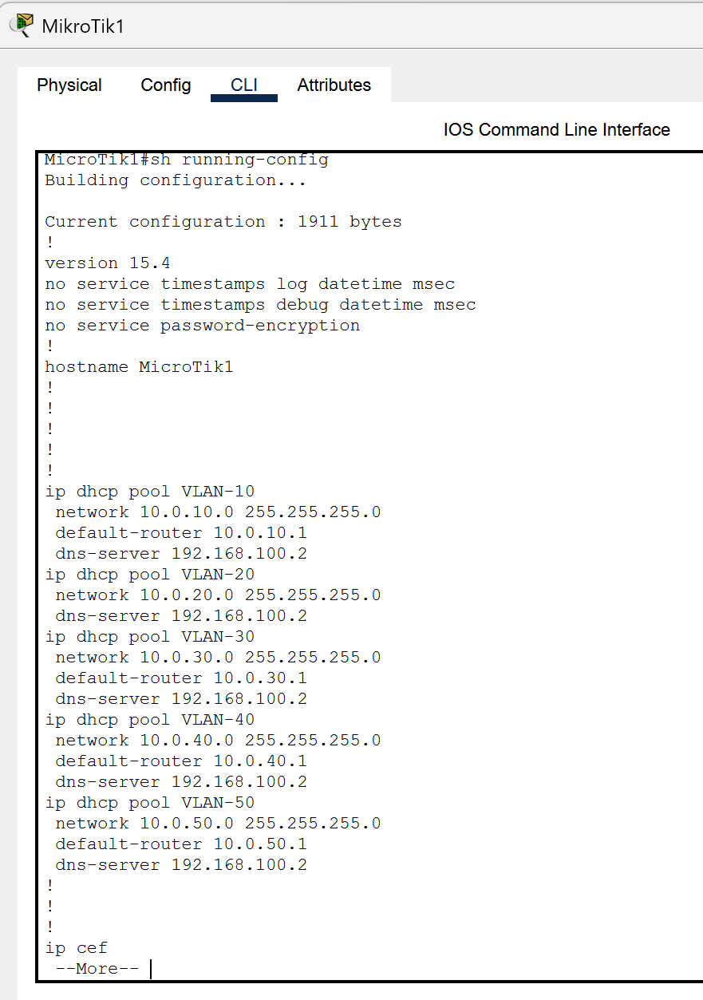 MikroTik1
Physical Config CLI Attributes
IOS Command Line Interface
MicroTik1#sh running-config
Building configuration...
Current configuration : 1911 bytes
!
version 15.4
no service timestamps log datetime msec
no service timestamps debug datetime msec
no service password-encryption
!
hostname MicroTik1
!
!
!
!
!
ip dhcp pool VLAN-10
network 10.0.10.0 255.255.255.0
default-router 10.0.10.1
dns-server 192.168.100.2
ip dhcp pool VLAN-20
network 10.0.20.0 255.255.255.0
dns-server 192.168.100.2
ip dhcp pool VLAN-30
network 10.0.30.0 255.255.255.0
default-router 10.0.30.1
dns-server 192.168.100.2
ip dhcp pool VLAN-40
network 10.0.40.0 255.255.255.0
default-router 10.0.40.1
dns-server 192.168.100.2
ip dhcp pool VLAN-50
network 10.0.50.0 255.255.255.0
default-router 10.0.50.1
dns-server 192.168.100.2
!
!
!
ip cef
--More--